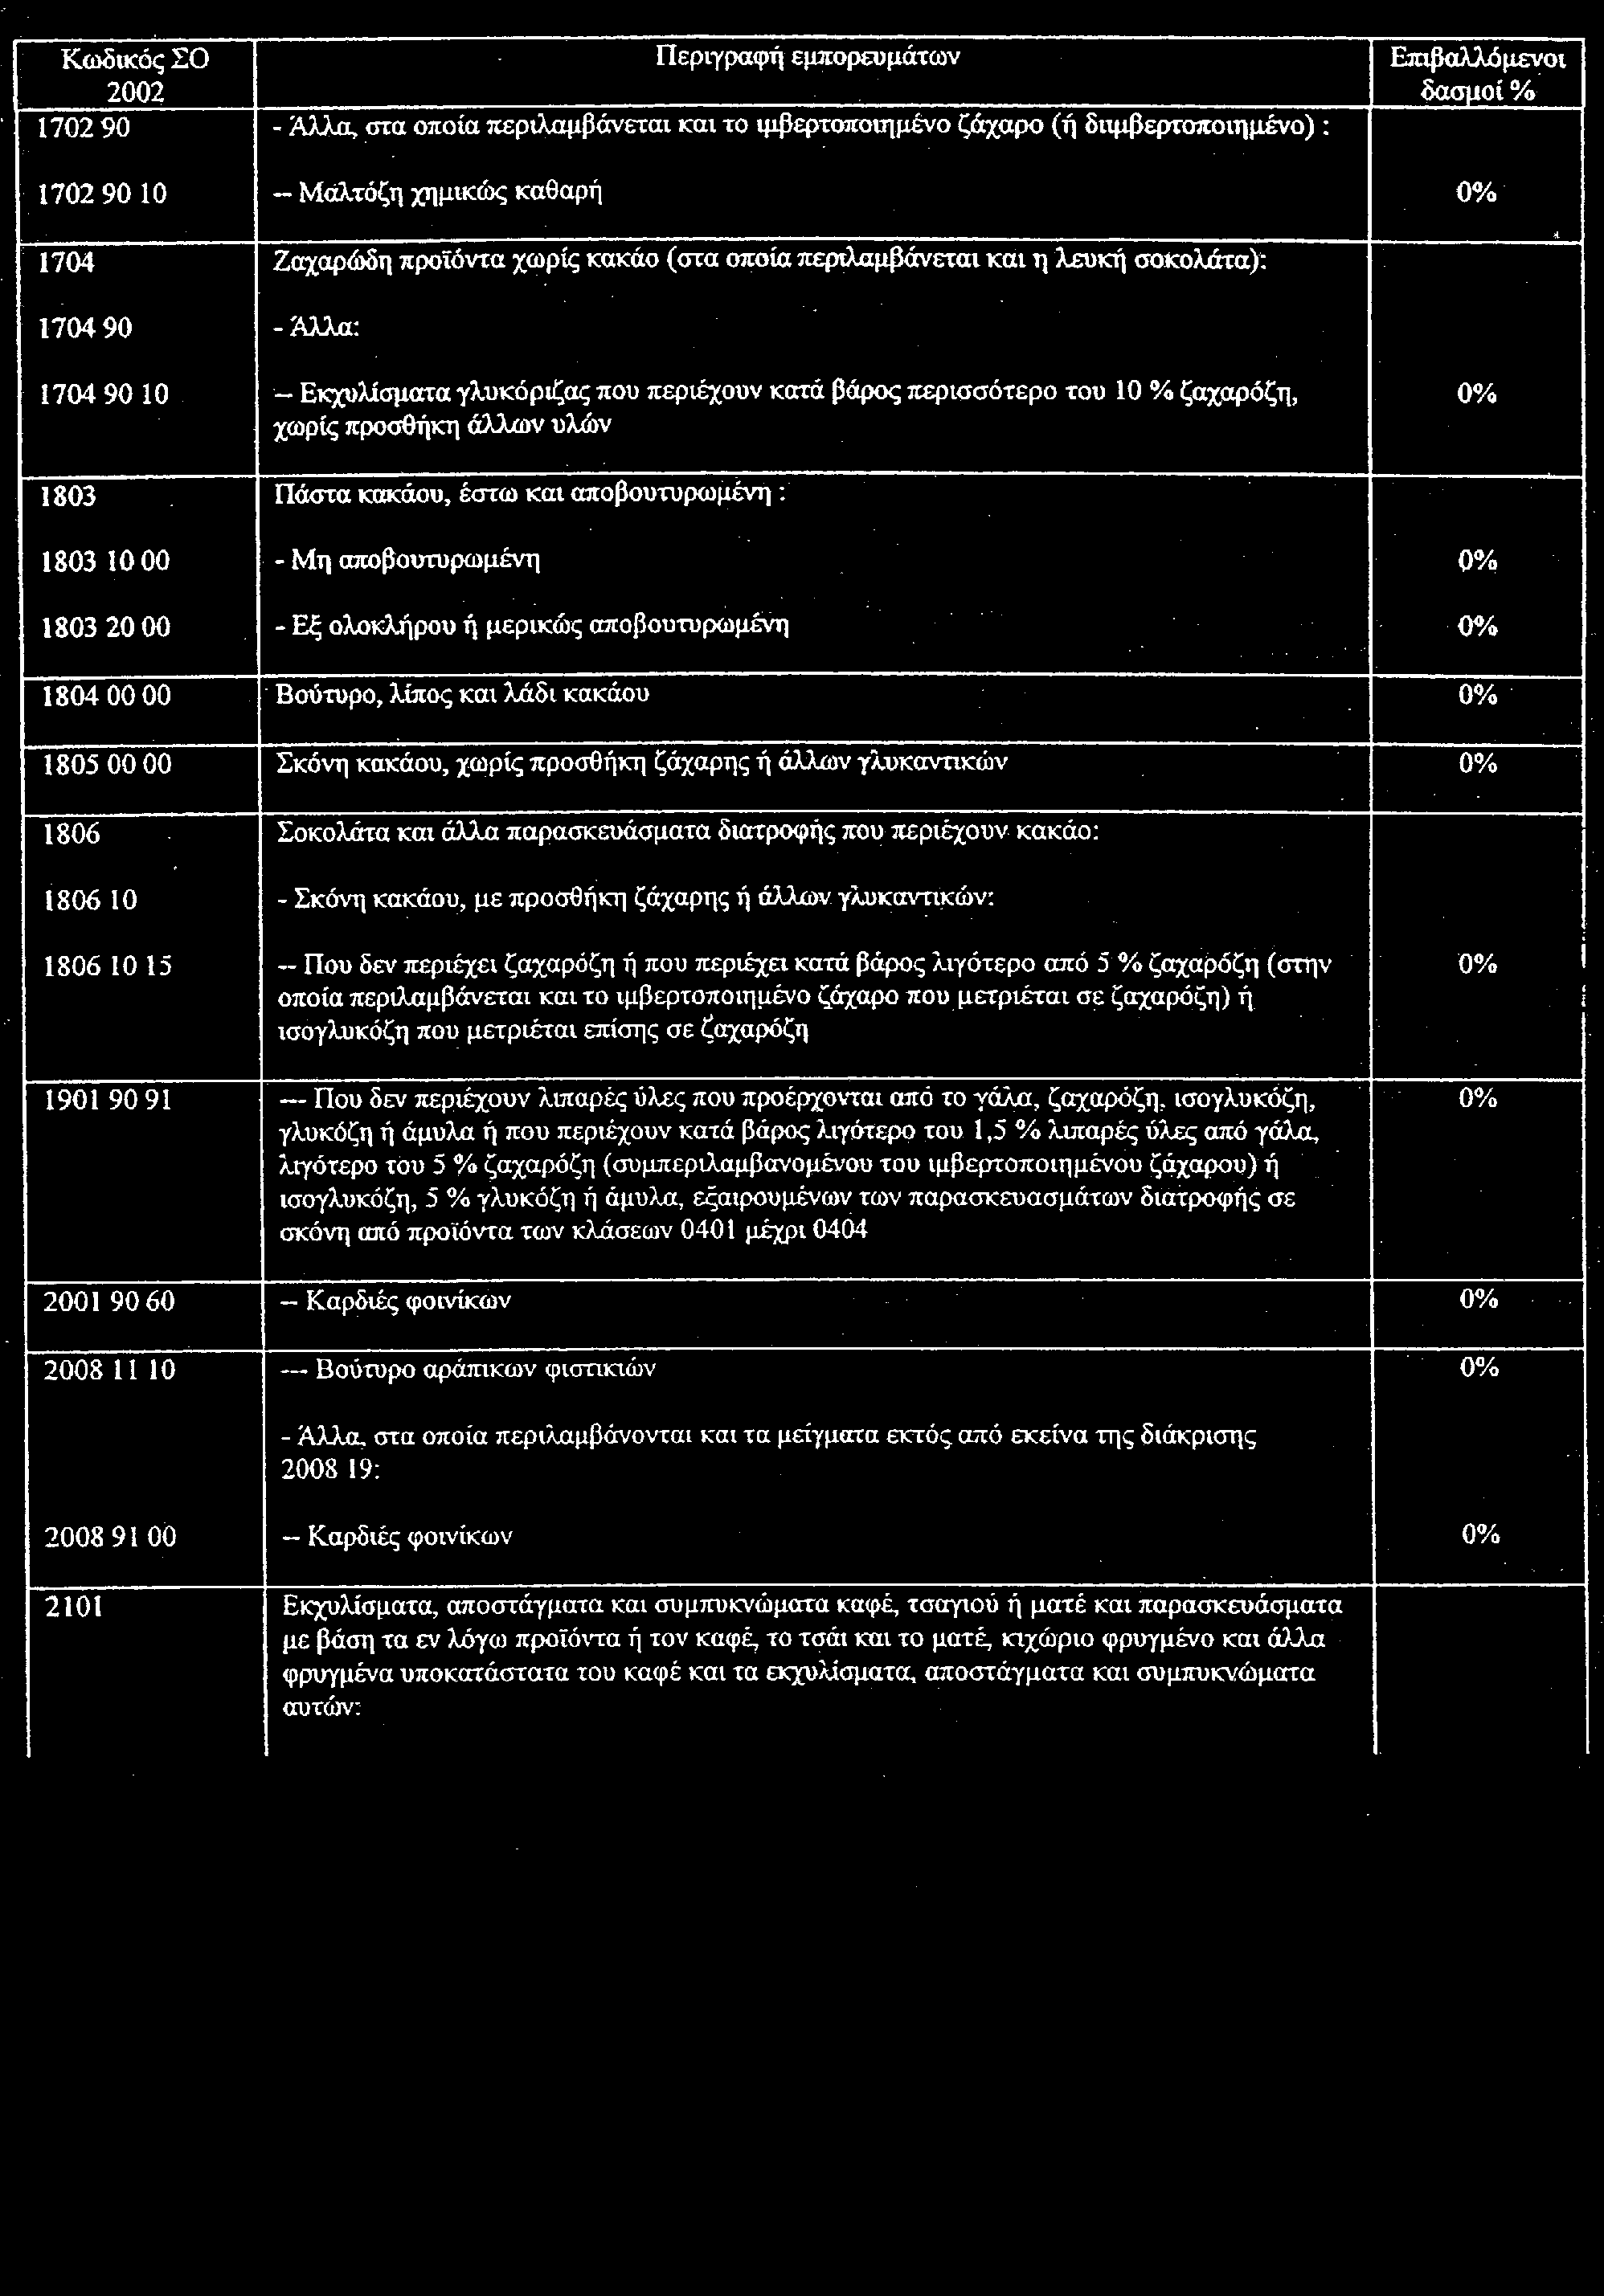 Κωδικός ΣΟ Περιγραφή εμπορευμάτων Επιβαλλόμενοι
2002 δασμοί %
1702 90 - Άλλα, στα οποία περιλαμβάνεται και το ιμβερτοποιημένο ζάχαρο (ή διιμβερτοποιημένο) :
1702 90 10 -- Μαλτόζη χημικώς καθαρή 0%
1704 Ζαχαρώδη προϊόντα χωρίς κακάο (στα οποία περιλαμβάνεται και η λευκή σοκολάτα):
1704 90 - Άλλα:
1704 90 10 -- Εκχυλίσματα γλυκόριζας που περιέχουν κατά βάρος περισσότερο του 10 % ζαχαρόζη, 0%
χωρίς προσθήκη άλλων υλών
1803 Πάστα κακάου, έστω και αποβουτυρωμένη :
1803 10 00 - Μη αποβουτυρωμένη 0%
1803 20 00 - Εξ ολοκλήρου ή μερικώς αποβουτυρωμένη 0%
1804 00 00 Βούτυρο, λίπος και λάδι κακάου 0%
1805 00 00 Σκόνη κακάου, χωρίς προσθήκη ζάχαρης ή άλλων γλυκαντικών 0%
1806 Σοκολάτα και άλλα παρασκευάσματα διατροφής που περιέχουν κακάο:
1806 10 - Σκόνη κακάου, με προσθήκη ζάχαρης ή άλλων γλυκαντικών:
1806 10 15 -- Που δεν περιέχει ζαχαρόζη ή που περιέχει κατά βάρος λιγότερο από 5 % ζαχαρόζη (στην 0%
οποία περιλαμβάνεται και το ιμβερτοποιημένο ζάχαρο που μετριέται σε ζαχαρόζη) ή
ισογλυκόζη που μετριέται επίσης σε ζαχαρόζη
1901 90 91 --- Που δεν περιέχουν λιπαρές ύλες που προέρχονται από το γάλα, ζαχαρόζη, ισογλυκόζη, 0%
γλυκόζη ή άμυλα ή που περιέχουν κατά βάρος λιγότερο του 1,5 % λιπαρές ύλες από γάλα,
λιγότερο του 5 % ζαχαρόζη (συμπεριλαμβανομένου του ιμβερτοποιημένου ζάχαρου) ή
ισογλυκόζη, 5 % γλυκόζη ή άμυλα, εξαιρουμένων των παρασκευασμάτων διατροφής σε
σκόνη από προϊόντα των κλάσεων 0401 μέχρι 0404
2001 90 60 -- Καρδιές φοινίκων 0%
2008 11 10 --- Βούτυρο αράπικων φιστικιών 0%
- Άλλα, στα οποία περιλαμβάνονται και τα μείγματα εκτός από εκείνα της διάκρισης
2008 19:
2008 91 00 -- Καρδιές φοινίκων 0%
2101 Εκχυλίσματα, αποστάγματα και συμπυκνώματα καφέ, τσαγιού ή ματέ και παρασκευάσματα
με βάση τα εν λόγω προϊόντα ή τον καφέ, το τσάι και το ματέ, κιχώριο φρυγμένο και άλλα
φρυγμένα υποκατάστατα του καφέ και τα εκχυλίσματα, αποστάγματα και συμπυκνώματα
αυτών: